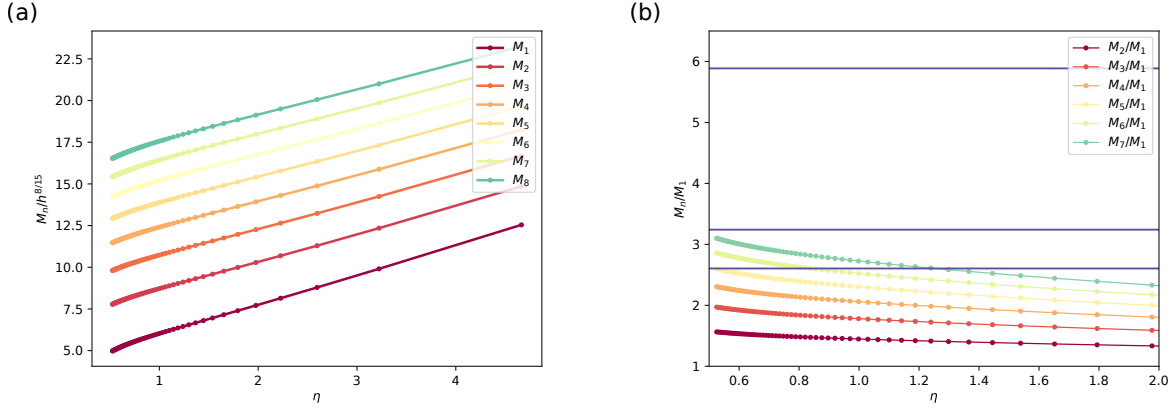 (a)
22.5
20.0
17.5
15.0
12.5
10.0
7.5
5.0
M_n/h^{8/15}
1
2
3
4
η
M_1
M_2
M_3
M_4
M_5
M_6
M_7
M_8
(b)
6
5
4
3
2
1
M_n/M_1
0.6
0.8
1.0
1.2
1.4
1.6
1.8
2.0
η
M_2/M_1
M_3/M_1
M_4/M_1
M_5/M_1
M_6/M_1
M_7/M_1